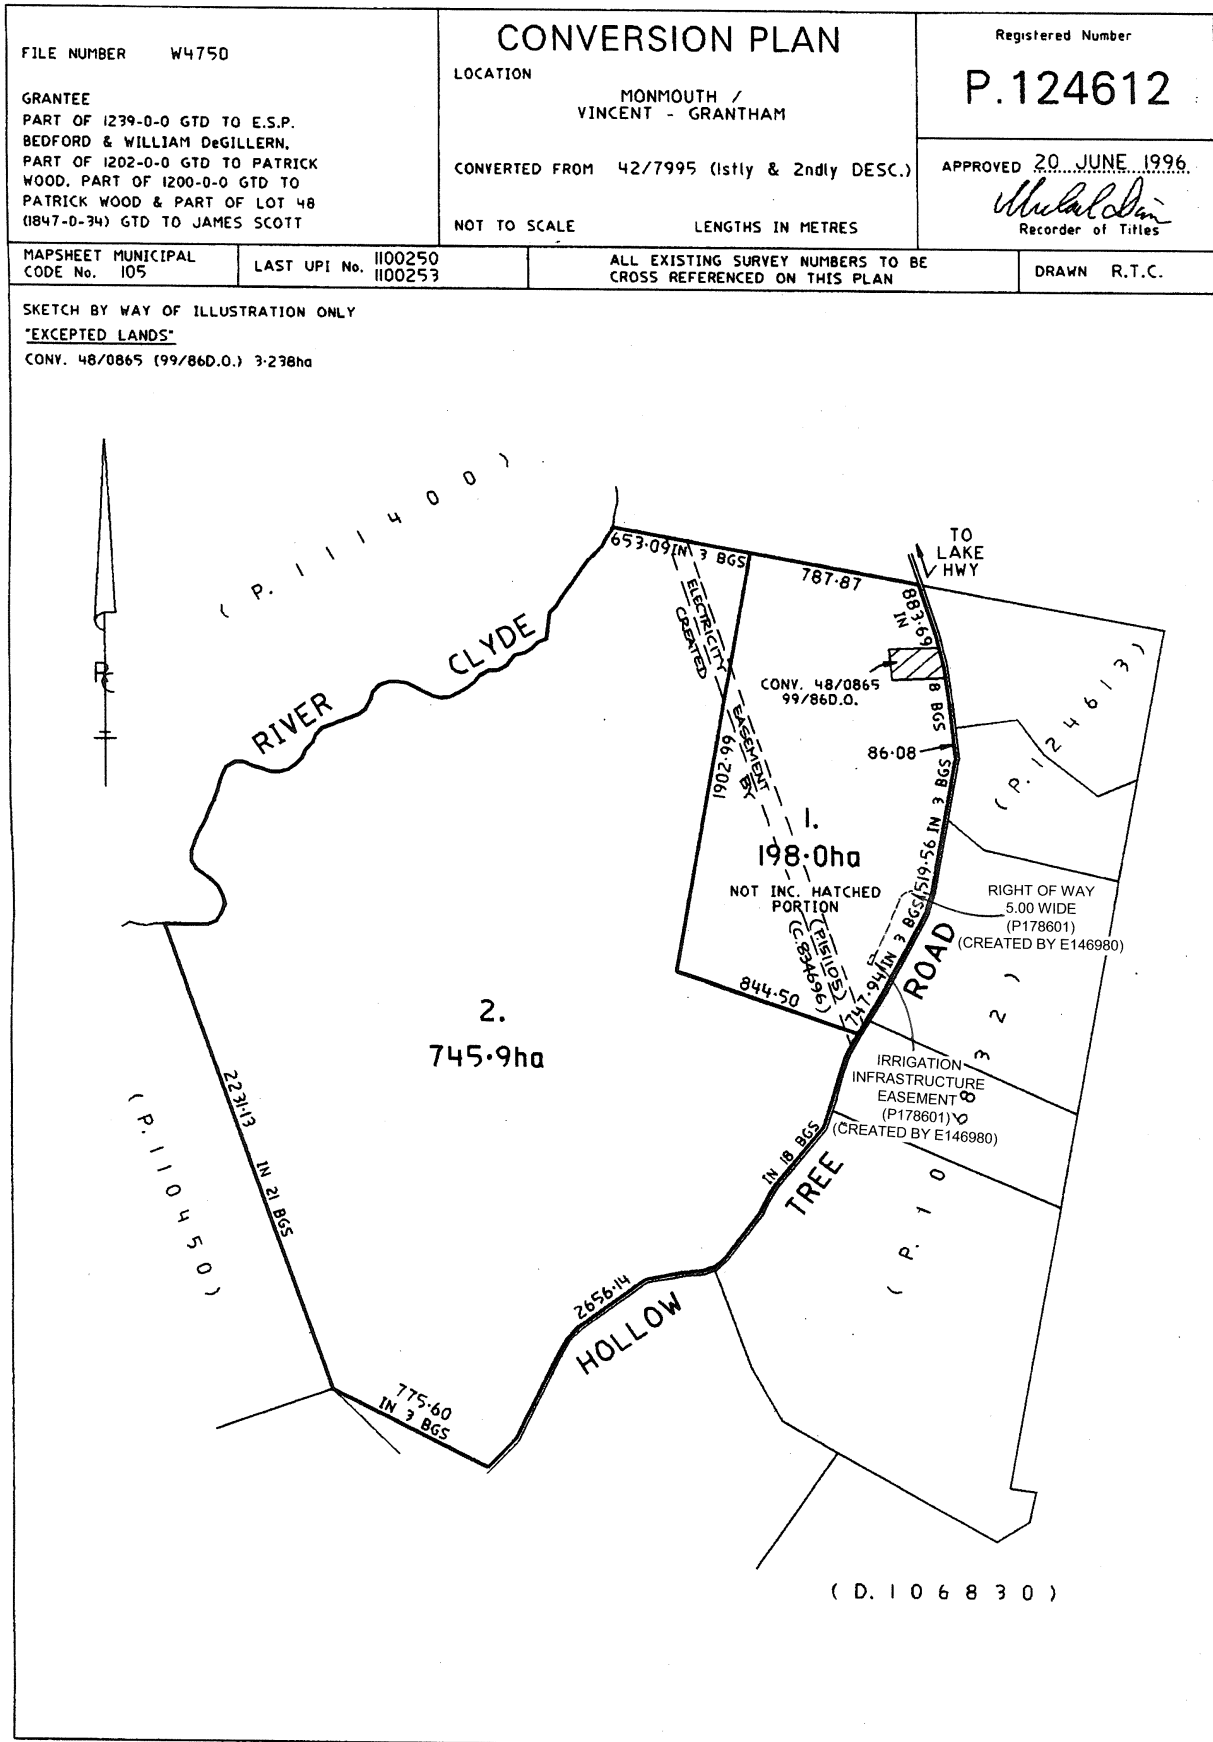 FILE NUMBER W4750
GRANTEE
PART OF 1239-0-0 GTD TO E.S.P.
BEDFORD & WILLIAM DeGILLERN,
PART OF 1202-0-0 GTD TO PATRICK
WOOD. PART OF 1200-0-0 GTD TO
PATRICK WOOD & PART OF LOT 48
(1847-0-34) GTD TO JAMES SCOTT
CONVERSION PLAN
LOCATION
MONMOUTH /
VINCENT - GRANTHAM
CONVERTED FROM 42/7995 (1stly & 2ndly DESC.)
NOT TO SCALE LENGTHS IN METRES
Registered Number
P.124612
APPROVED 20 JUNE 1996
Recorder of Titles
MAPSHEET MUNICIPAL
CODE No. 105
LAST UPI No. 1100250
1100253
ALL EXISTING SURVEY NUMBERS TO BE
CROSS REFERENCED ON THIS PLAN
DRAWN R.T.C.
SKETCH BY WAY OF ILLUSTRATION ONLY
"EXCEPTED LANDS"
CONV. 48/0865 (99/86D.O.) 3·238ha
(P.111400)
TO
LAKE
HWY
653·09 IN 3 BGS
787·87
883·69
IN
8 BGS
RIVER CLYDE
ELECTRICITY EASEMENT
CREATED BY
(P.151105)
(C.834696)
CONV. 48/0865
99/86D.O.
(P.124613)
86·08
1902·99
519·56 IN 3 BGS
1.
198·0ha
NOT INC. HATCHED
PORTION
RIGHT OF WAY
5.00 WIDE
(P178601)
(CREATED BY E146980)
747·94 IN 3 BGS
844·50
2.
745·9ha
IRRIGATION
INFRASTRUCTURE
EASEMENT
(P178601)
(CREATED BY E146980)
2231·13 IN 21 BGS
(P.110450)
IN 18 BGS
2656·14
HOLLOW TREE ROAD
(P.106832)
775·60
IN 3 BGS
(D.106830)